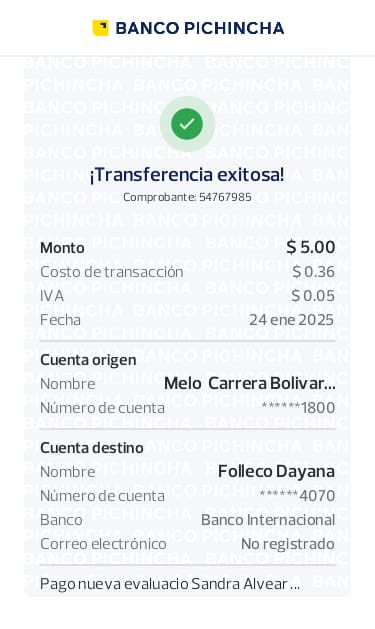 BANCO PICHINCHA
¡Transferencia exitosa!
Comprobante: 54767985
Monto $ 5.00
Costo de transacción $ 0.36
IVA $ 0.05
Fecha 24 ene 2025
Cuenta origen
Nombre Melo Carrera Bolivar...
Número de cuenta ******1800
Cuenta destino
Nombre Folleco Dayana
Número de cuenta ******4070
Banco Banco Internacional
Correo electrónico No registrado
Pago nueva evaluacio Sandra Alvear ...